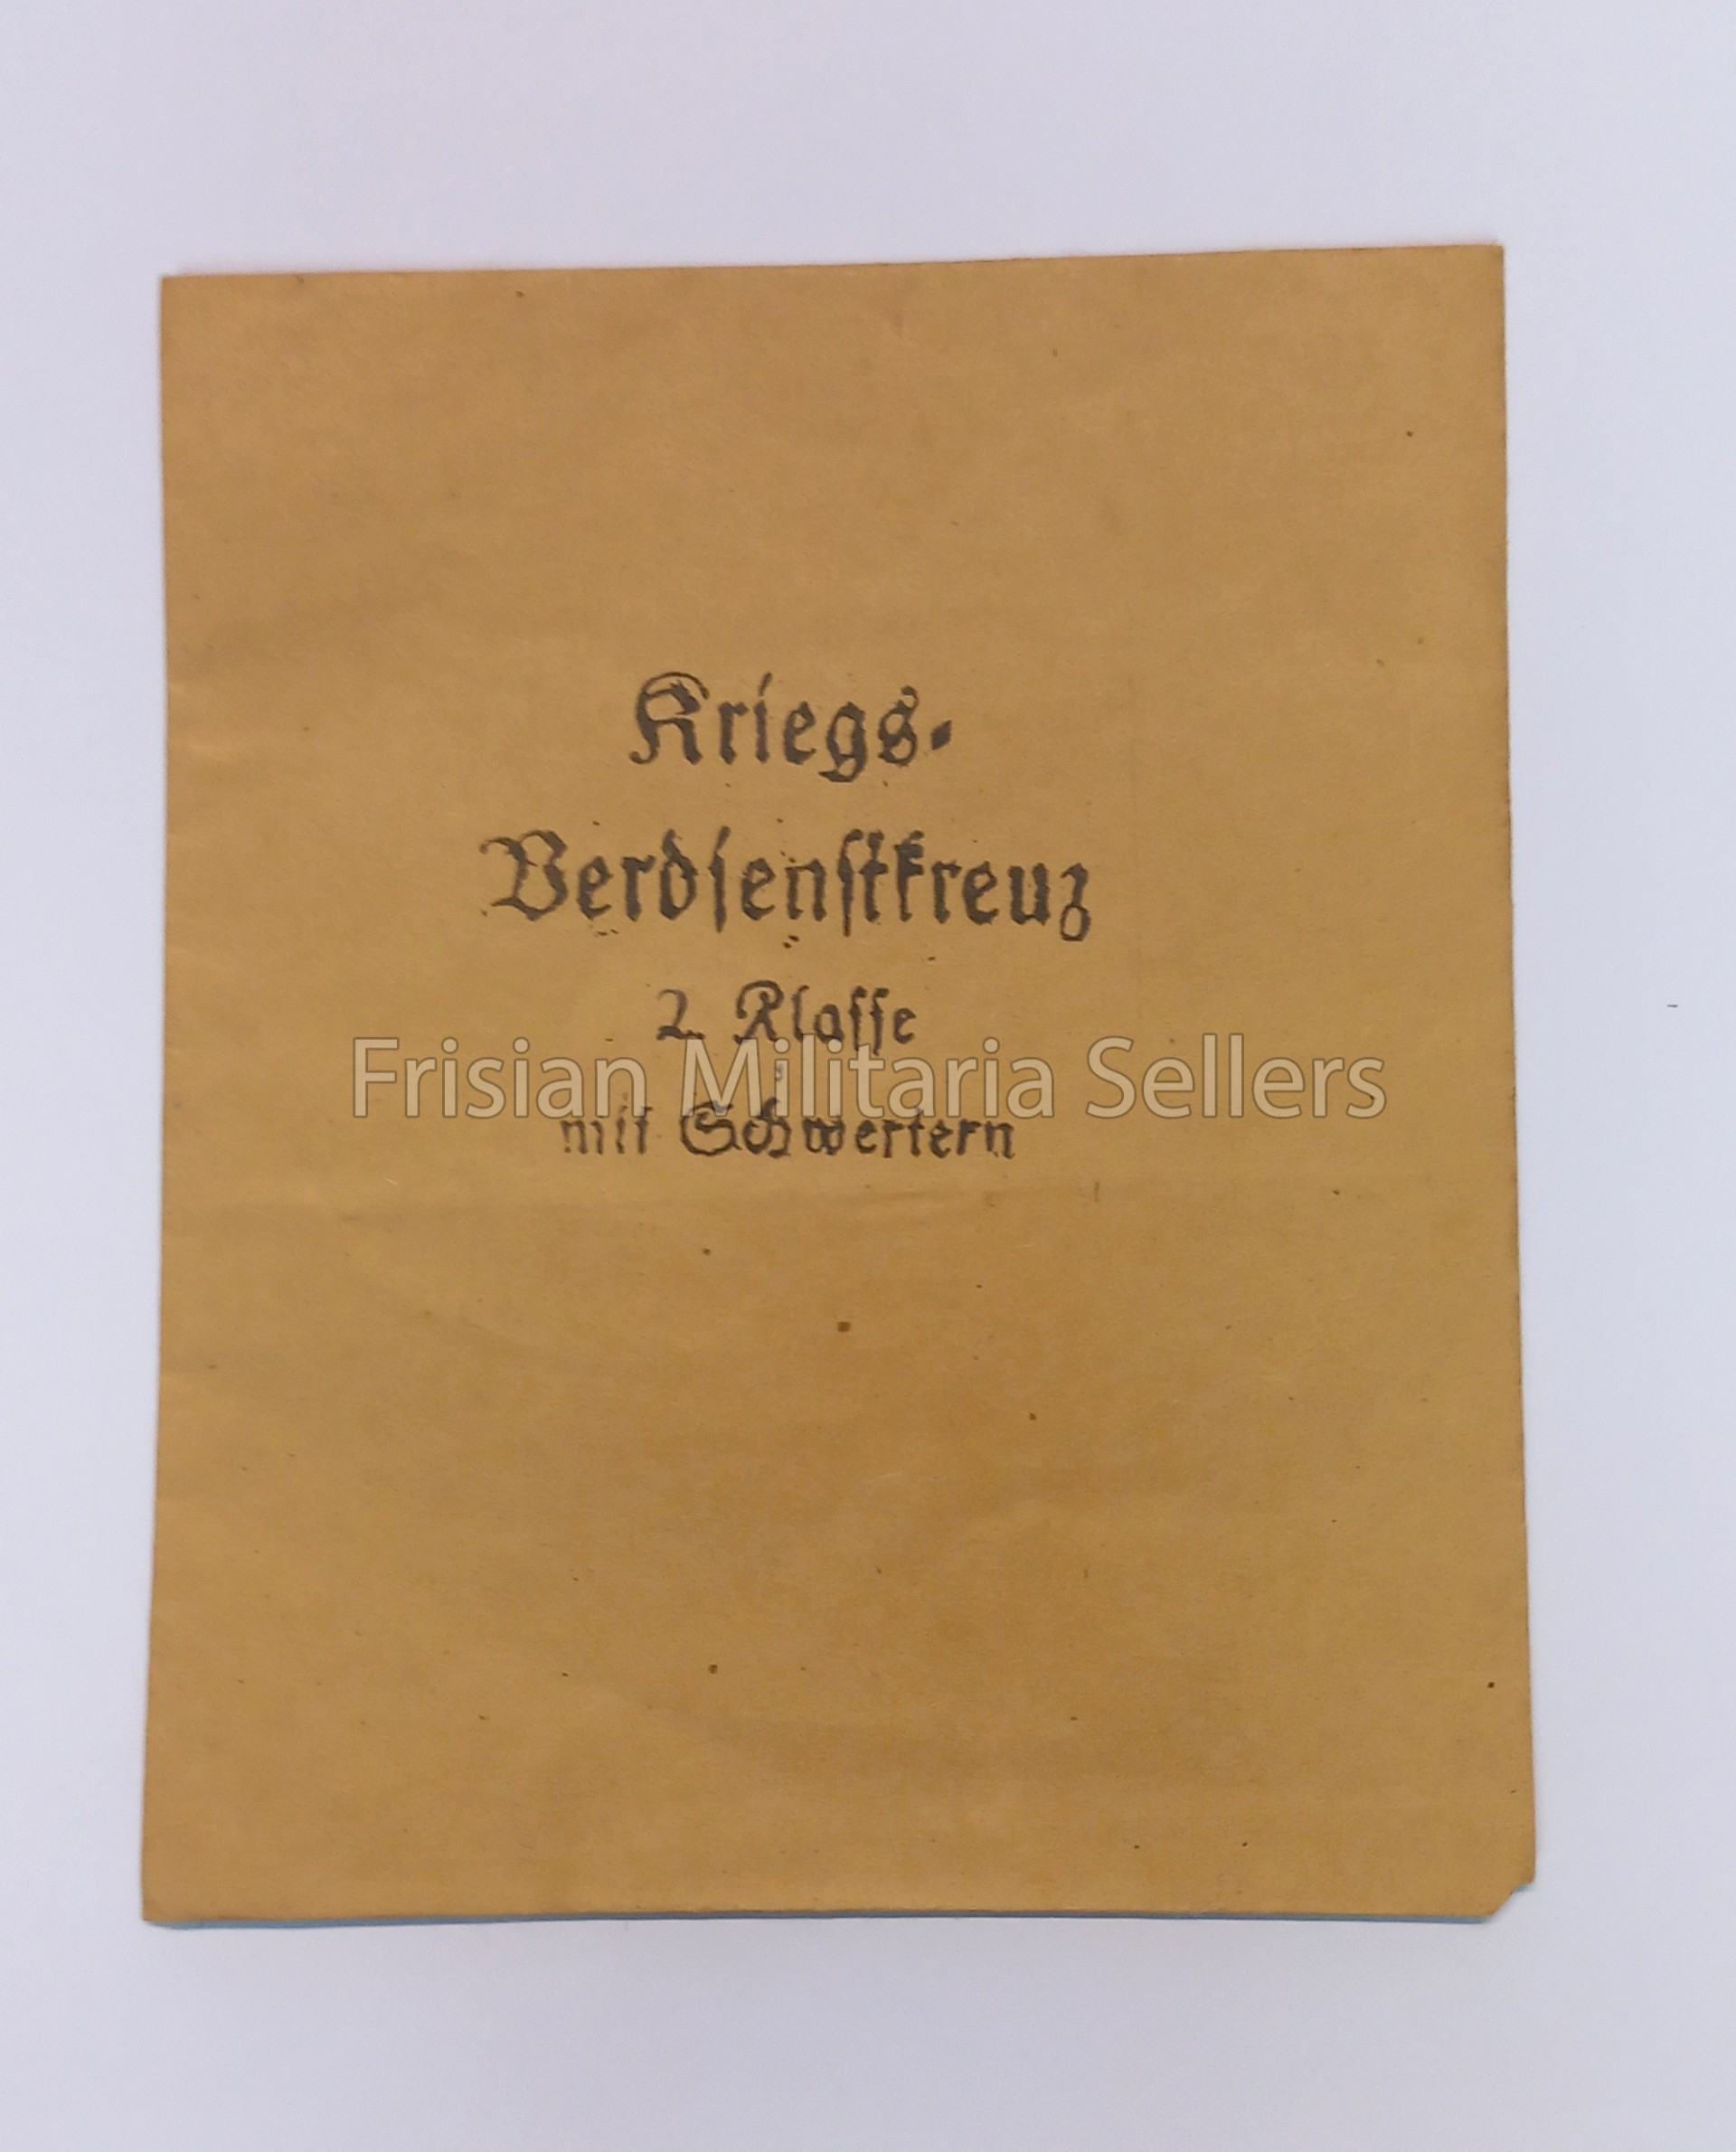 Kriegs-
Verdienstkreuz
2. Klasse
Frisian Militaria Sellers
mit Schwertern